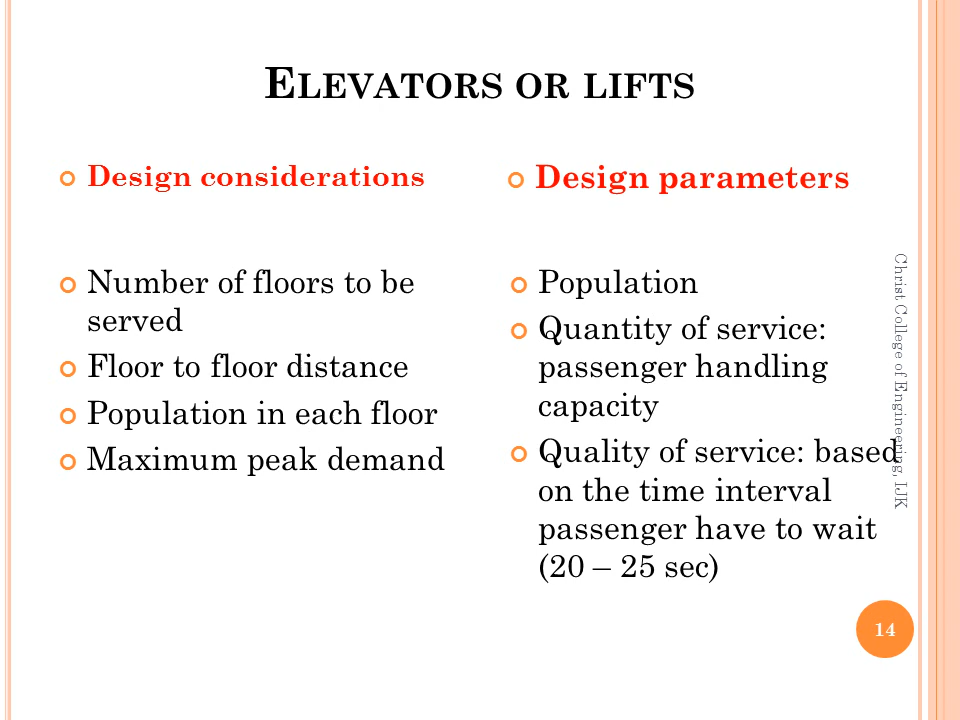 ELEVATORS OR LIFTS
Design considerations
Number of floors to be
served
Floor to floor distance
Population in each floor
Maximum peak demand
Design parameters
Population
Quantity of service:
passenger handling
capacity
Quality of service: based
on the time interval
passenger have to wait
(20 – 25 sec)
Christ College of Engineering, IJK
14